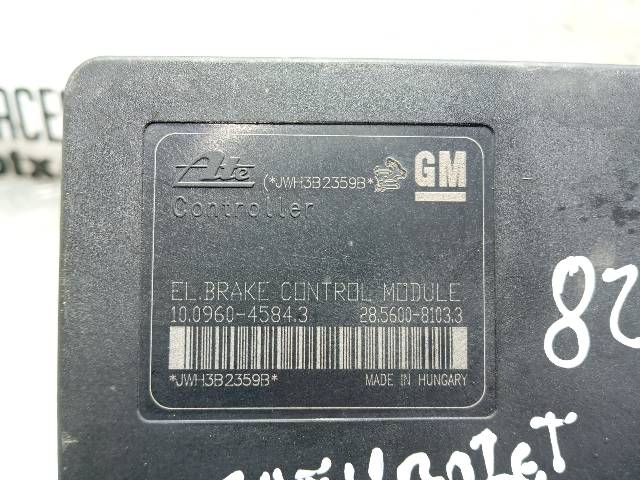 Ate (*JWH3B2359B*) GM
Controller
EL.BRAKE CONTROL MODULE
10.0960-4584.3 28.5600-8103.3
*JWH3B2359B* MADE IN HUNGARY
82